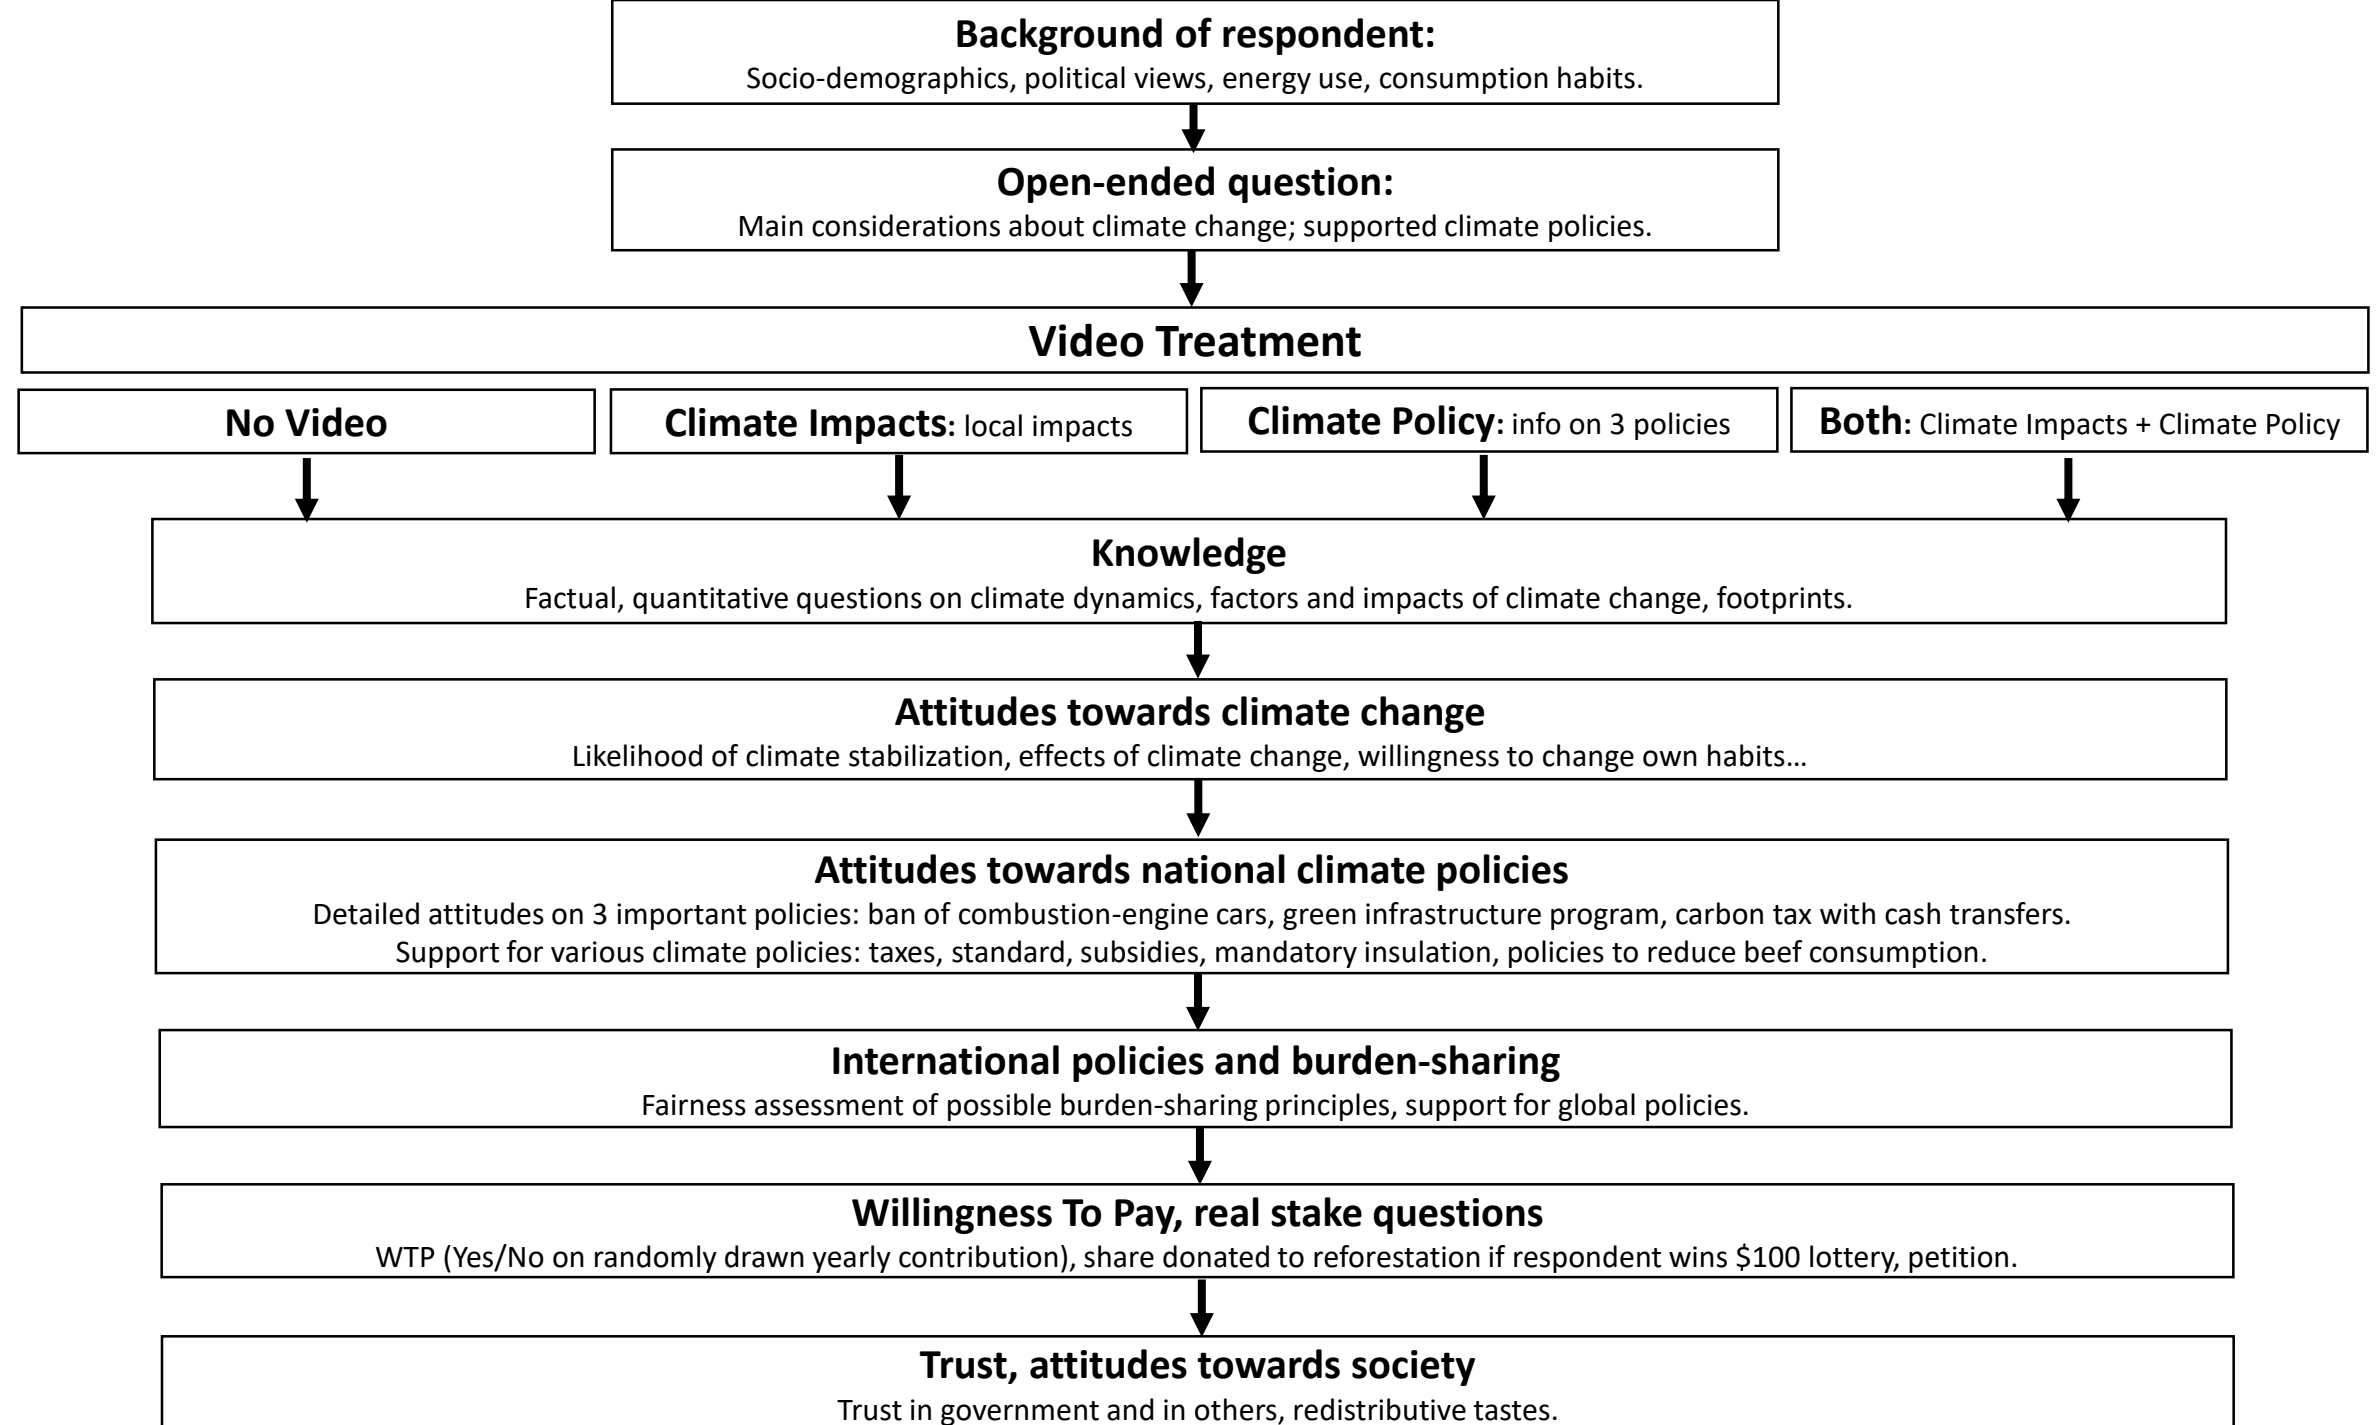 Background of respondent:
Socio-demographics, political views, energy use, consumption habits.
Open-ended question:
Main considerations about climate change; supported climate policies.
Video Treatment
No Video
Climate Impacts: local impacts
Climate Policy: info on 3 policies
Both: Climate Impacts + Climate Policy
Knowledge
Factual, quantitative questions on climate dynamics, factors and impacts of climate change, footprints.
Attitudes towards climate change
Likelihood of climate stabilization, effects of climate change, willingness to change own habits…
Attitudes towards national climate policies
Detailed attitudes on 3 important policies: ban of combustion-engine cars, green infrastructure program, carbon tax with cash transfers.
Support for various climate policies: taxes, standard, subsidies, mandatory insulation, policies to reduce beef consumption.
International policies and burden-sharing
Fairness assessment of possible burden-sharing principles, support for global policies.
Willingness To Pay, real stake questions
WTP (Yes/No on randomly drawn yearly contribution), share donated to reforestation if respondent wins $100 lottery, petition.
Trust, attitudes towards society
Trust in government and in others, redistributive tastes.